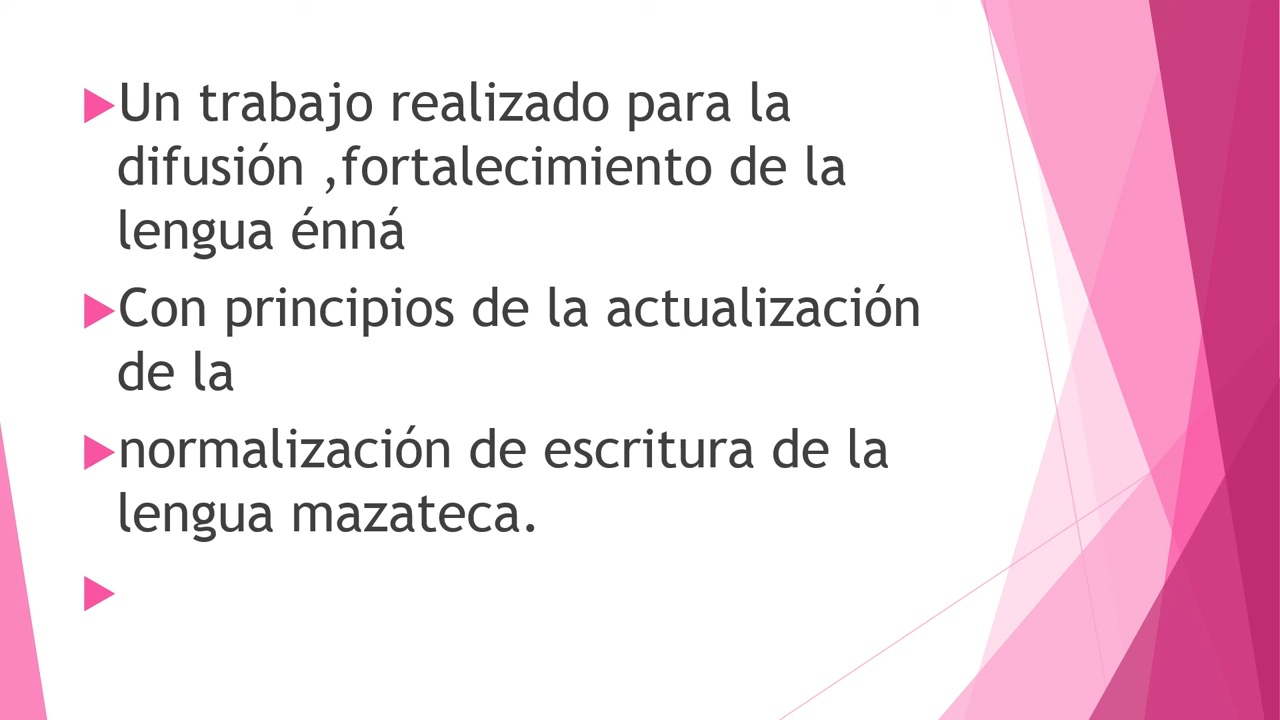 Un trabajo realizado para la
difusión ,fortalecimiento de la
lengua énná
Con principios de la actualización
de la
normalización de escritura de la
lengua mazateca.